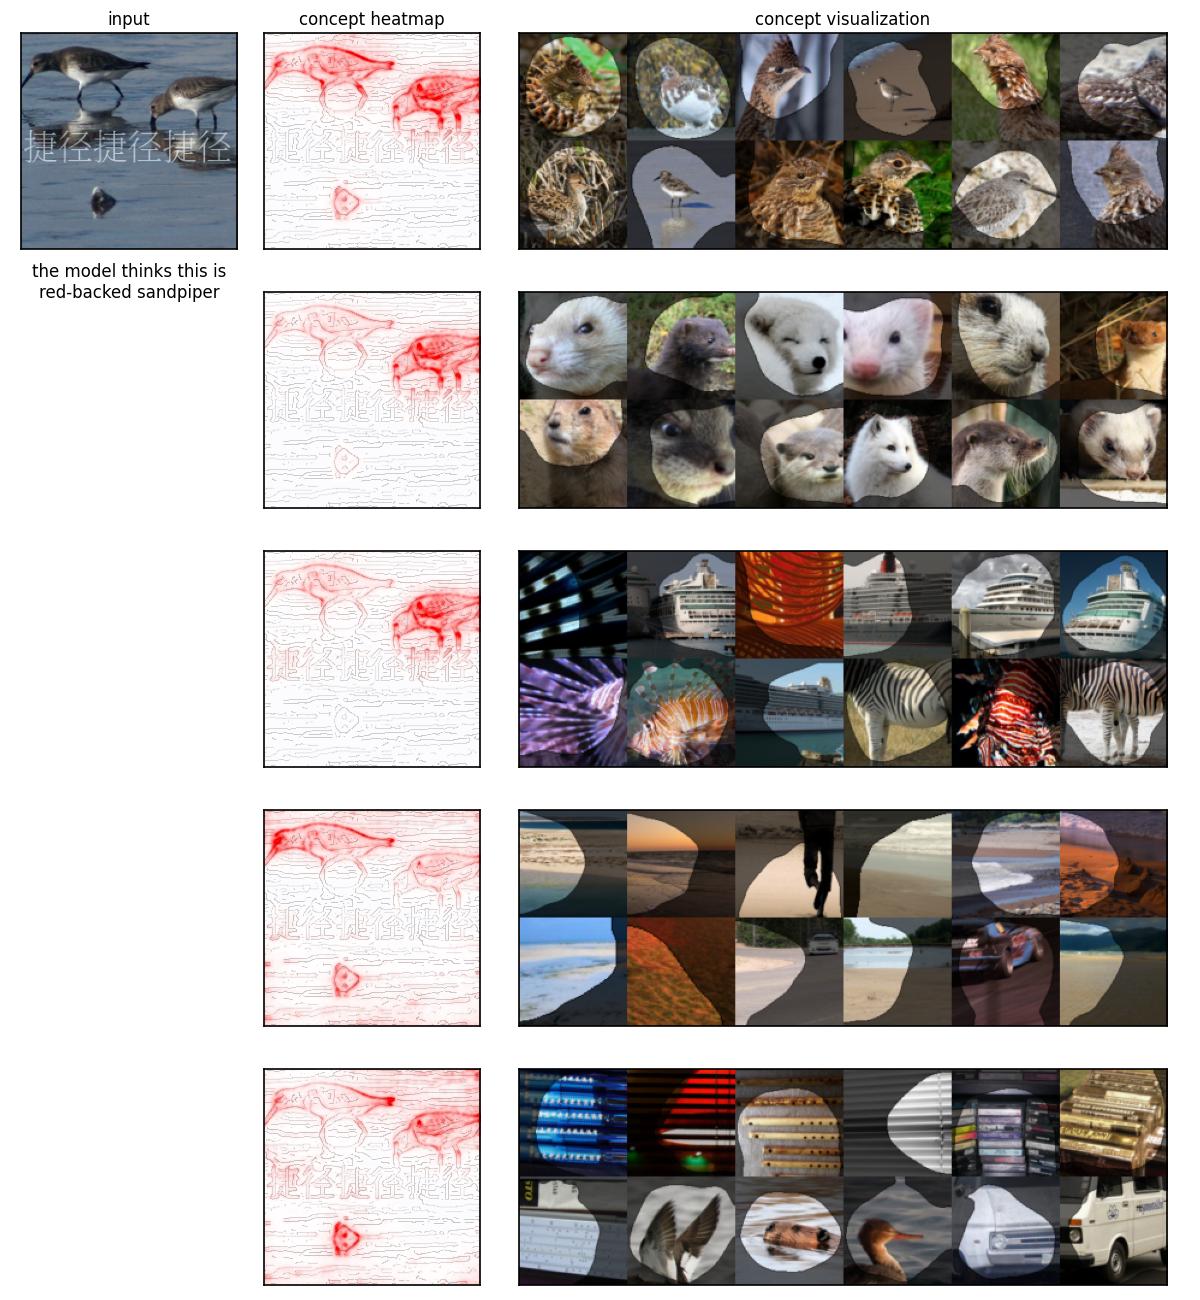 input
concept heatmap
concept visualization
捷径捷径捷径
the model thinks this is
red-backed sandpiper